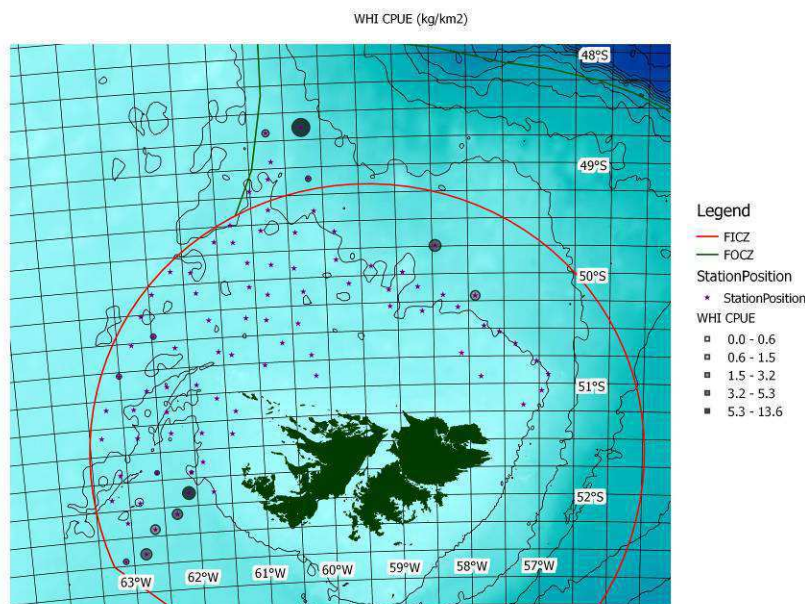 WHI CPUE (kg/km2)
48°S
49°S
50°S
51°S
52°S
63°W
62°W
61°W
60°W
59°W
58°W
57°W
Legend
FICZ
FOCZ
StationPosition
StationPosition
WHI CPUE
0.0 - 0.6
0.6 - 1.5
1.5 - 3.2
3.2 - 5.3
5.3 - 13.6